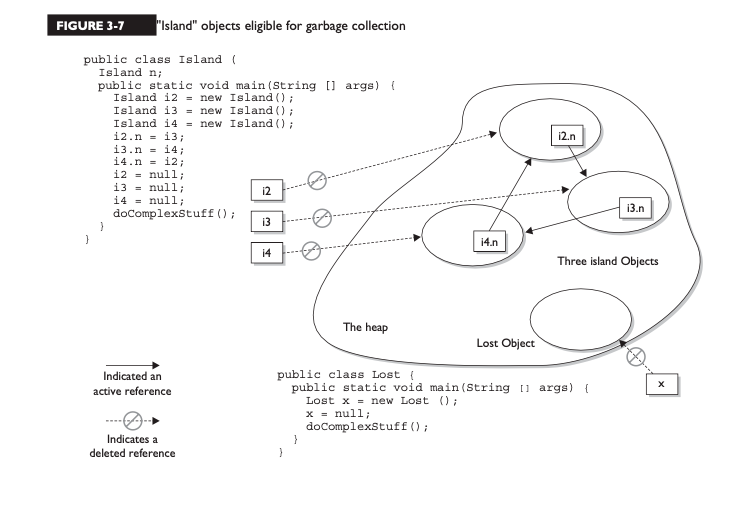 FIGURE 3-7 "Island" objects eligible for garbage collection
public class Island (
Island n;
public static void main(String [] args) {
Island i2 = new Island();
Island i3 = new Island();
Island i4 = new Island();
i2.n = i3;
i3.n = i4;
i4.n = i2;
i2 = null;
i3 = null;
i4 = null;
doComplexStuff();
}
}
i2
i3
i4
i2.n
i3.n
i4.n
Three island Objects
The heap
Lost Object
x
Indicated an
active reference
Indicates a
deleted reference
public class Lost {
public static void main(String [] args) {
Lost x = new Lost ();
x = null;
doComplexStuff();
}
}